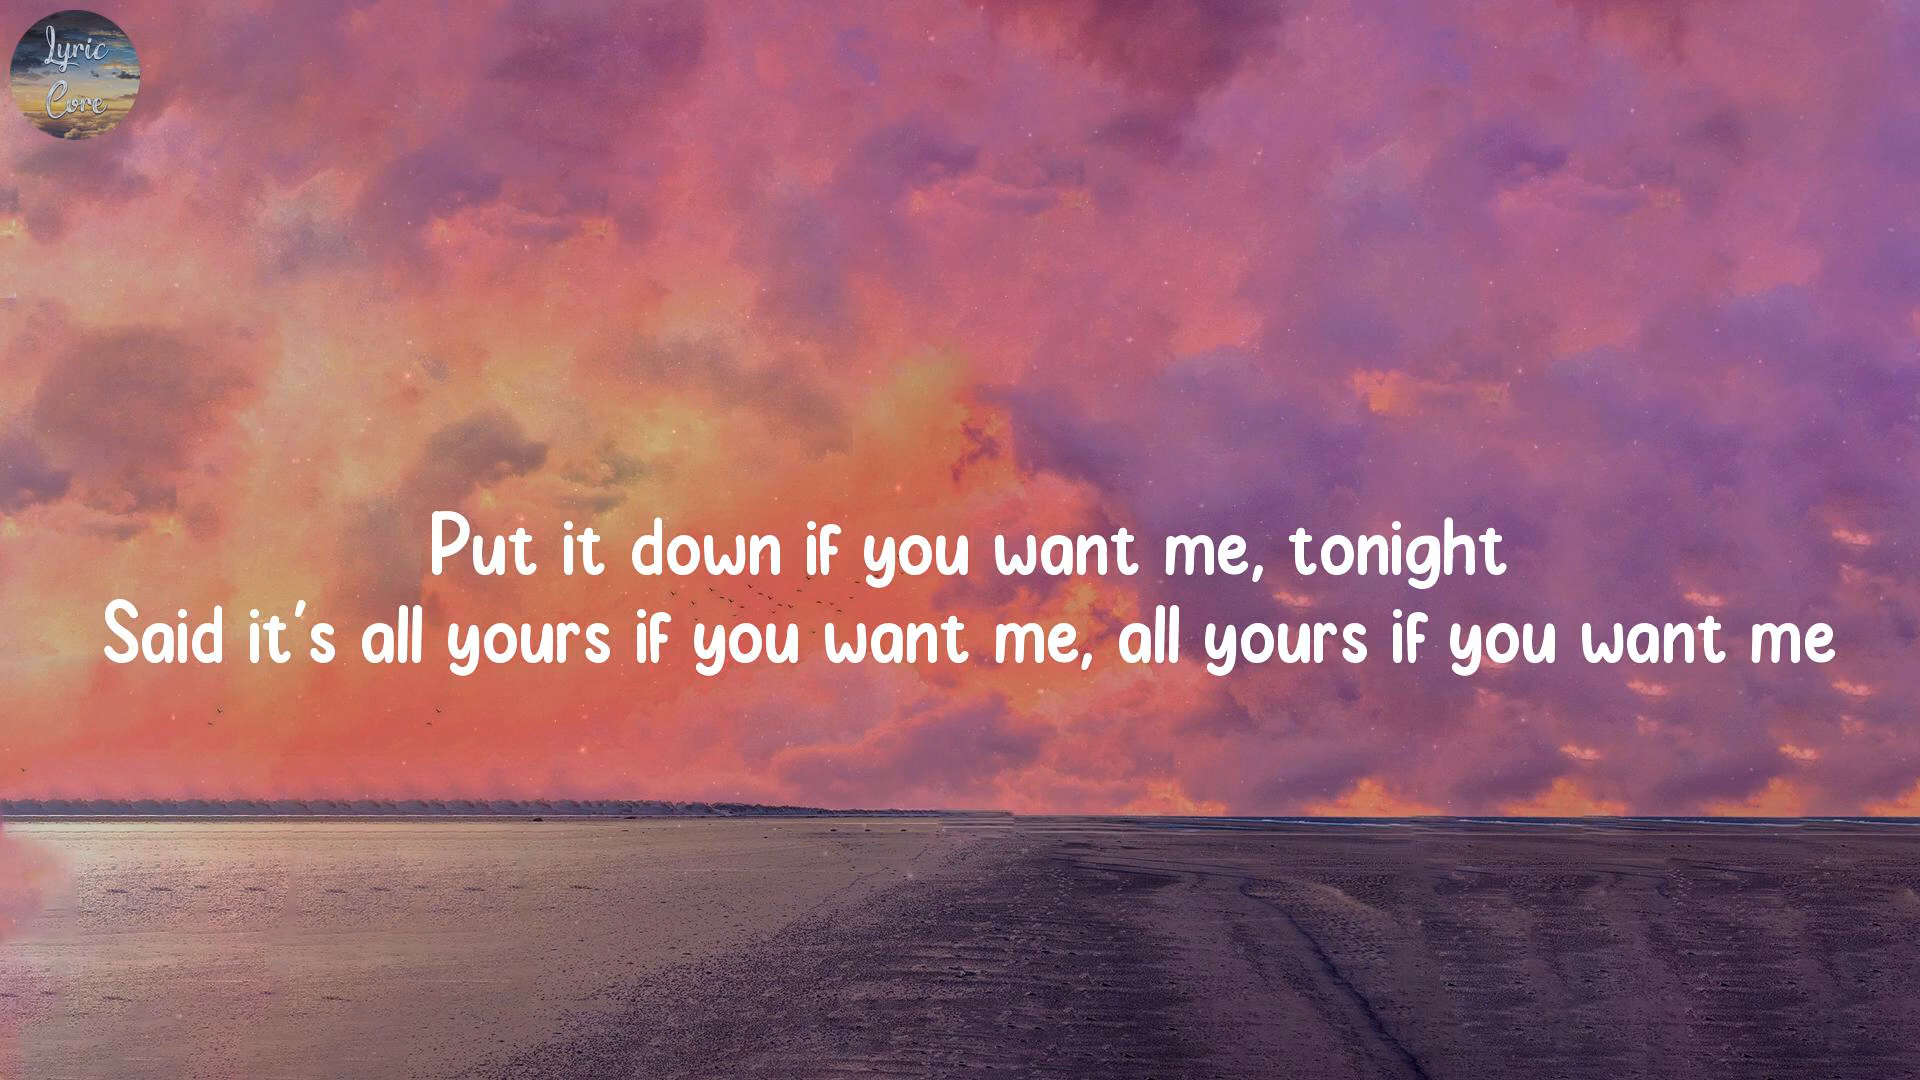 Lyric
Core
Put it down if you want me, tonight
Said it's all yours if you want me, all yours if you want me